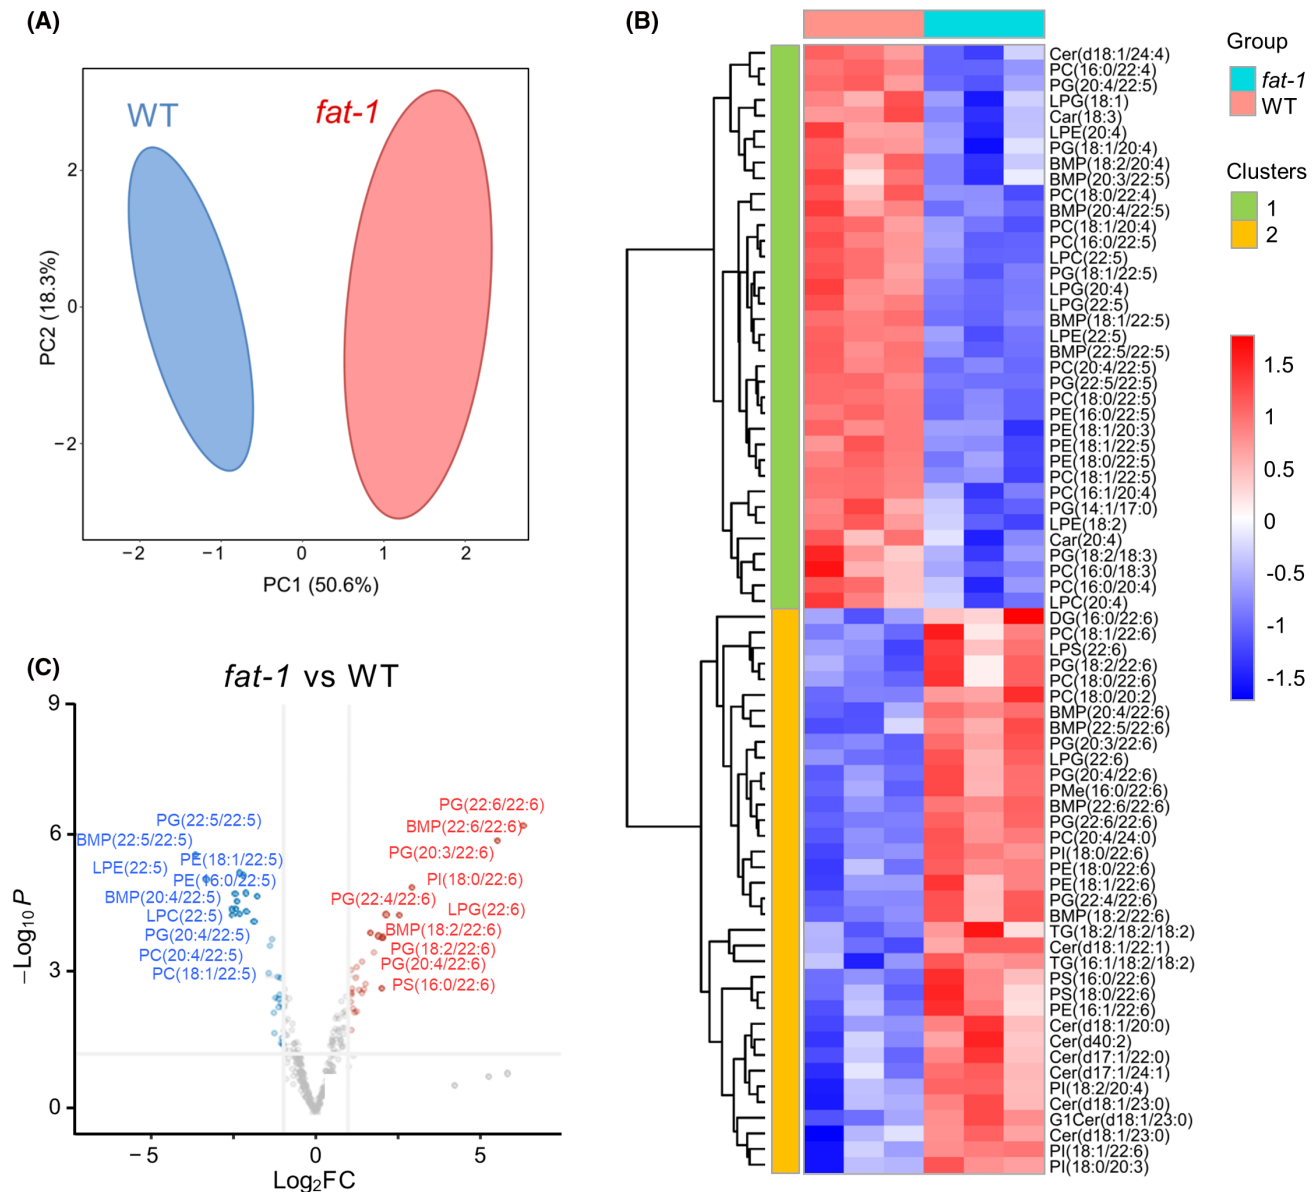 (A)
WT
fat-1
PC2 (18.3%)
2
0
−2
−2
−1
0
1
2
PC1 (50.6%)
(B)
Cer(d18:1/24:4)
PC(16:0/22:4)
PG(20:4/22:5)
LPG(18:1)
Car(18:3)
LPE(20:4)
PG(18:1/20:4)
BMP(18:2/20:4)
BMP(20:3/22:5)
PC(18:0/22:4)
BMP(20:4/22:5)
PC(18:1/20:4)
PC(16:0/22:5)
LPC(22:5)
PG(18:1/22:5)
LPG(20:4)
LPG(22:5)
BMP(18:1/22:5)
LPE(22:5)
BMP(22:5/22:5)
PC(20:4/22:5)
PG(22:5/22:5)
PC(18:0/22:5)
PE(16:0/22:5)
PE(18:1/20:3)
PE(18:1/22:5)
PE(18:0/22:5)
PC(18:1/22:5)
PC(16:1/20:4)
PG(14:1/17:0)
LPE(18:2)
Car(20:4)
PG(18:2/18:3)
PC(16:0/18:3)
PC(16:0/20:4)
LPC(20:4)
DG(16:0/22:6)
PC(18:1/22:6)
LPS(22:6)
PG(18:2/22:6)
PC(18:0/22:6)
PC(18:0/20:2)
BMP(20:4/22:6)
BMP(22:5/22:6)
PG(20:3/22:6)
LPG(22:6)
PG(20:4/22:6)
PMe(16:0/22:6)
BMP(22:6/22:6)
PG(22:6/22:6)
PC(20:4/24:0)
PI(18:0/22:6)
PE(18:0/22:6)
PE(18:1/22:6)
PG(22:4/22:6)
BMP(18:2/22:6)
TG(18:2/18:2/18:2)
Cer(d18:1/22:1)
TG(16:1/18:2/18:2)
PS(16:0/22:6)
PS(18:0/22:6)
PE(16:1/22:6)
Cer(d18:1/20:0)
Cer(d40:2)
Cer(d17:1/22:0)
Cer(d17:1/24:1)
PI(18:2/20:4)
Cer(d18:1/23:0)
G1Cer(d18:1/23:0)
Cer(d18:1/23:0)
PI(18:1/22:6)
PI(18:0/20:3)
Group
fat-1
WT
Clusters
1
2
1.5
1
0.5
0
-0.5
-1
-1.5
(C)
fat-1 vs WT
−Log10 P
9
6
3
0
PG(22:5/22:5)
BMP(22:5/22:5)
PE(18:1/22:5)
LPE(22:5)
PE(16:0/22:5)
BMP(20:4/22:5)
LPC(22:5)
PG(20:4/22:5)
PC(20:4/22:5)
PC(18:1/22:5)
PG(22:6/22:6)
BMP(22:6/22:6)
PG(20:3/22:6)
PI(18:0/22:6)
PG(22:4/22:6)
LPG(22:6)
BMP(18:2/22:6)
PG(18:2/22:6)
PG(20:4/22:6)
PS(16:0/22:6)
−5
0
5
Log2FC